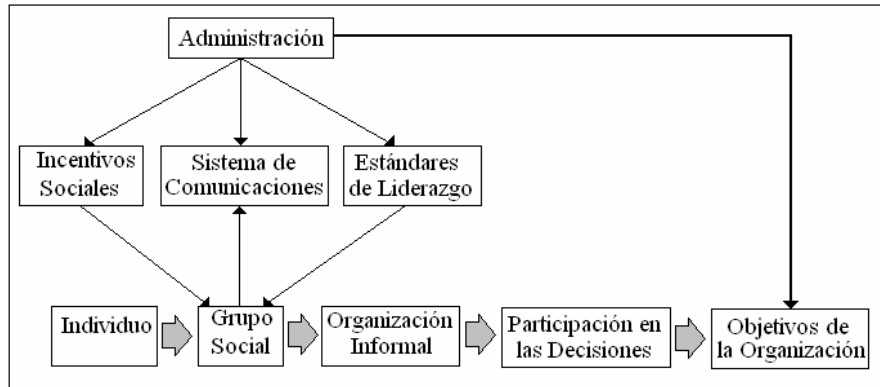 Administración
Incentivos
Sociales
Sistema de
Comunicaciones
Estándares
de Liderazgo
Individuo
Grupo
Social
Organización
Informal
Participación en
las Decisiones
Objetivos de
la Organización